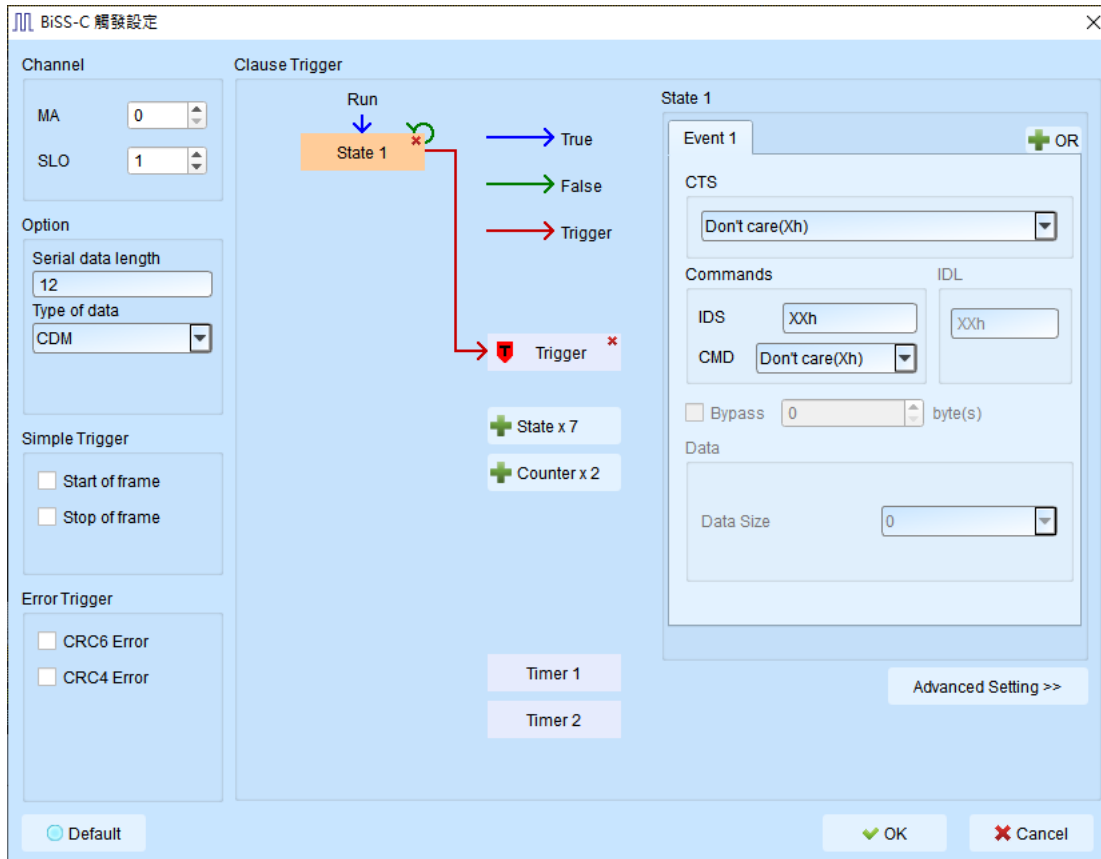 BiSS-C 觸發設定
Channel
MA 0
SLO 1
Option
Serial data length
12
Type of data
CDM
Simple Trigger
Start of frame
Stop of frame
Error Trigger
CRC6 Error
CRC4 Error
Default
Clause Trigger
Run
State 1
True
False
Trigger
T Trigger
State x 7
Counter x 2
Timer 1
Timer 2
State 1
Event 1
OR
CTS
Don't care(Xh)
Commands
IDS XXh
CMD Don't care(Xh)
IDL
XXh
Bypass 0 byte(s)
Data
Data Size 0
Advanced Setting >>
OK
Cancel